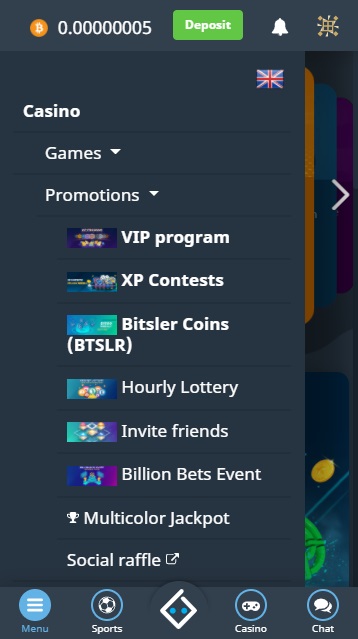 0.00000005 Deposit
Casino
Games
Promotions
VIP program
XP Contests
Bitsler Coins
(BTSLR)
Hourly Lottery
Invite friends
Billion Bets Event
Multicolor Jackpot
Social raffle
Menu Sports Casino Chat